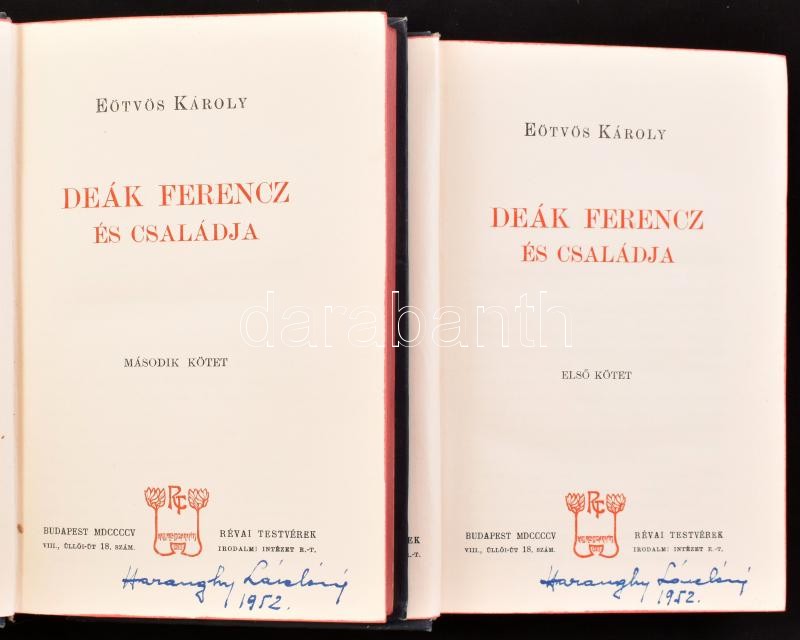 EÖTVÖS KÁROLY
DEÁK FERENCZ
ÉS CSALÁDJA
MÁSODIK KÖTET
BUDAPEST MDCCCCV
VIII., ÜLLŐI-ÚT 18. SZÁM.
RÉVAI TESTVÉREK
IRODALMI INTÉZET R.-T.
Haranghy Lászlóné
1952.
EÖTVÖS KÁROLY
DEÁK FERENCZ
ÉS CSALÁDJA
ELSŐ KÖTET
BUDAPEST MDCCCCV
VIII., ÜLLŐI-ÚT 18. SZÁM.
RÉVAI TESTVÉREK
IRODALMI INTÉZET R.-T.
Haranghy Lászlóné
1952.
darabanth